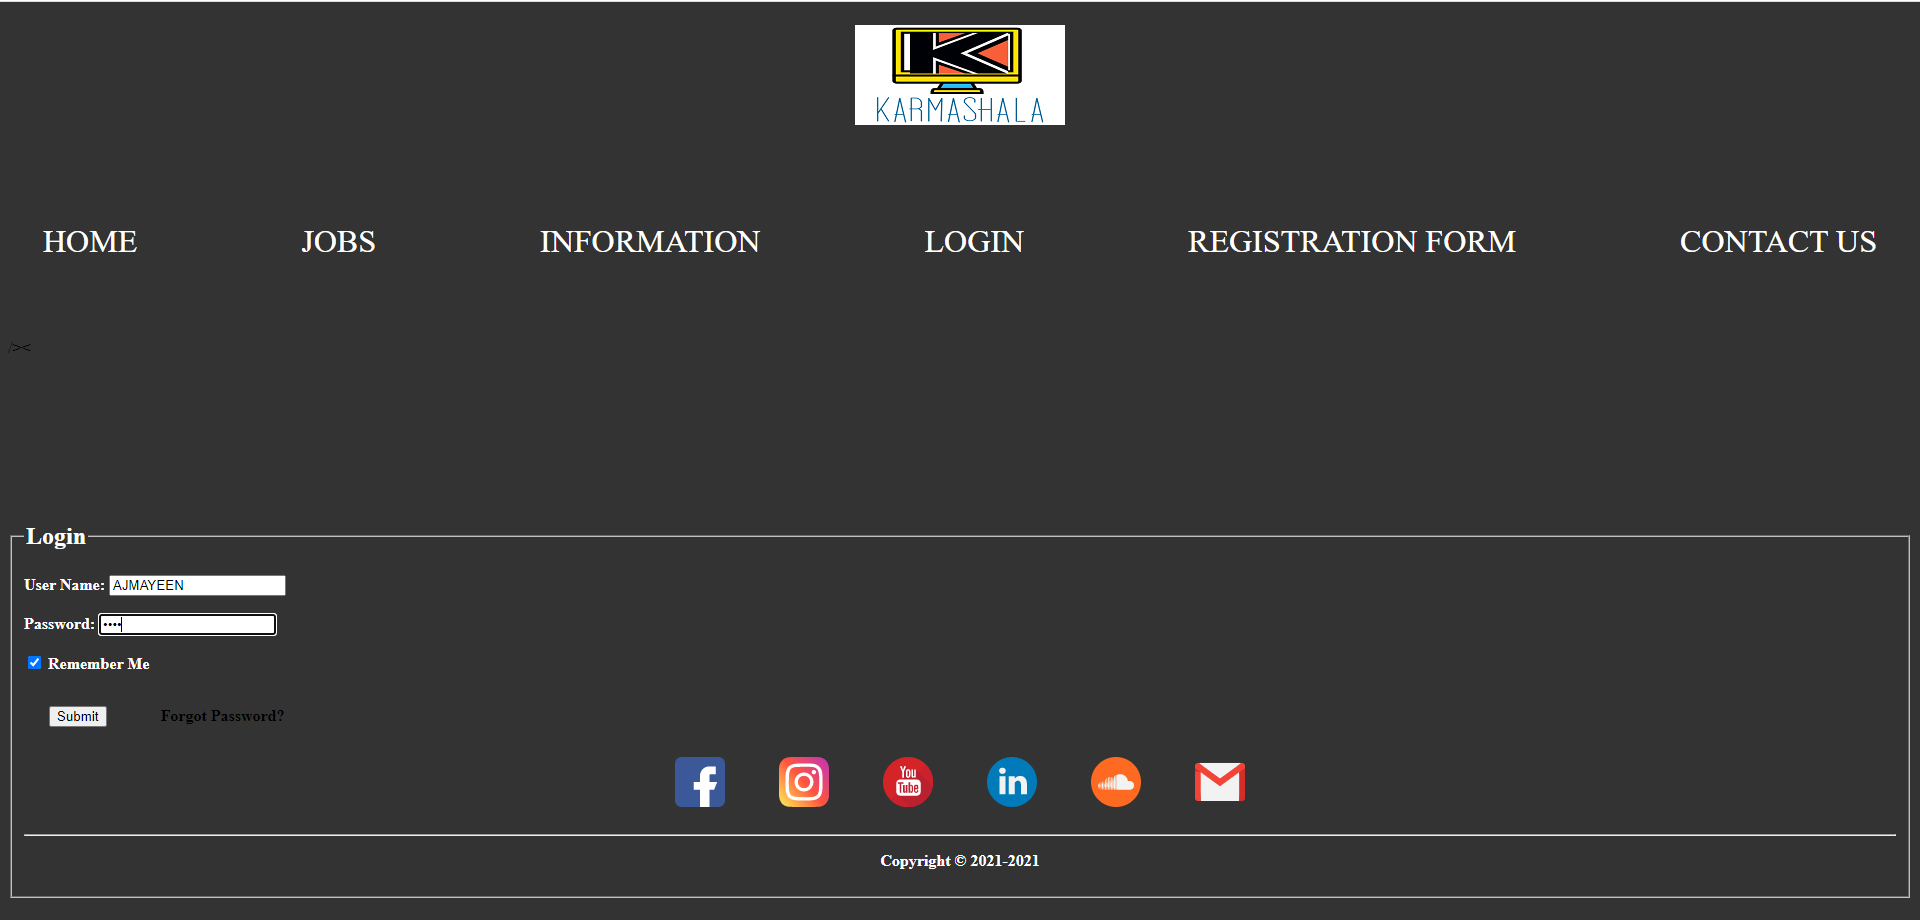 K
KARMASHALA
HOME JOBS INFORMATION LOGIN REGISTRATION FORM CONTACT US
/><
Login
User Name: AJMAYEEN
Password: ••••
Remember Me
Submit Forgot Password?
f You Tube in M
Copyright © 2021-2021